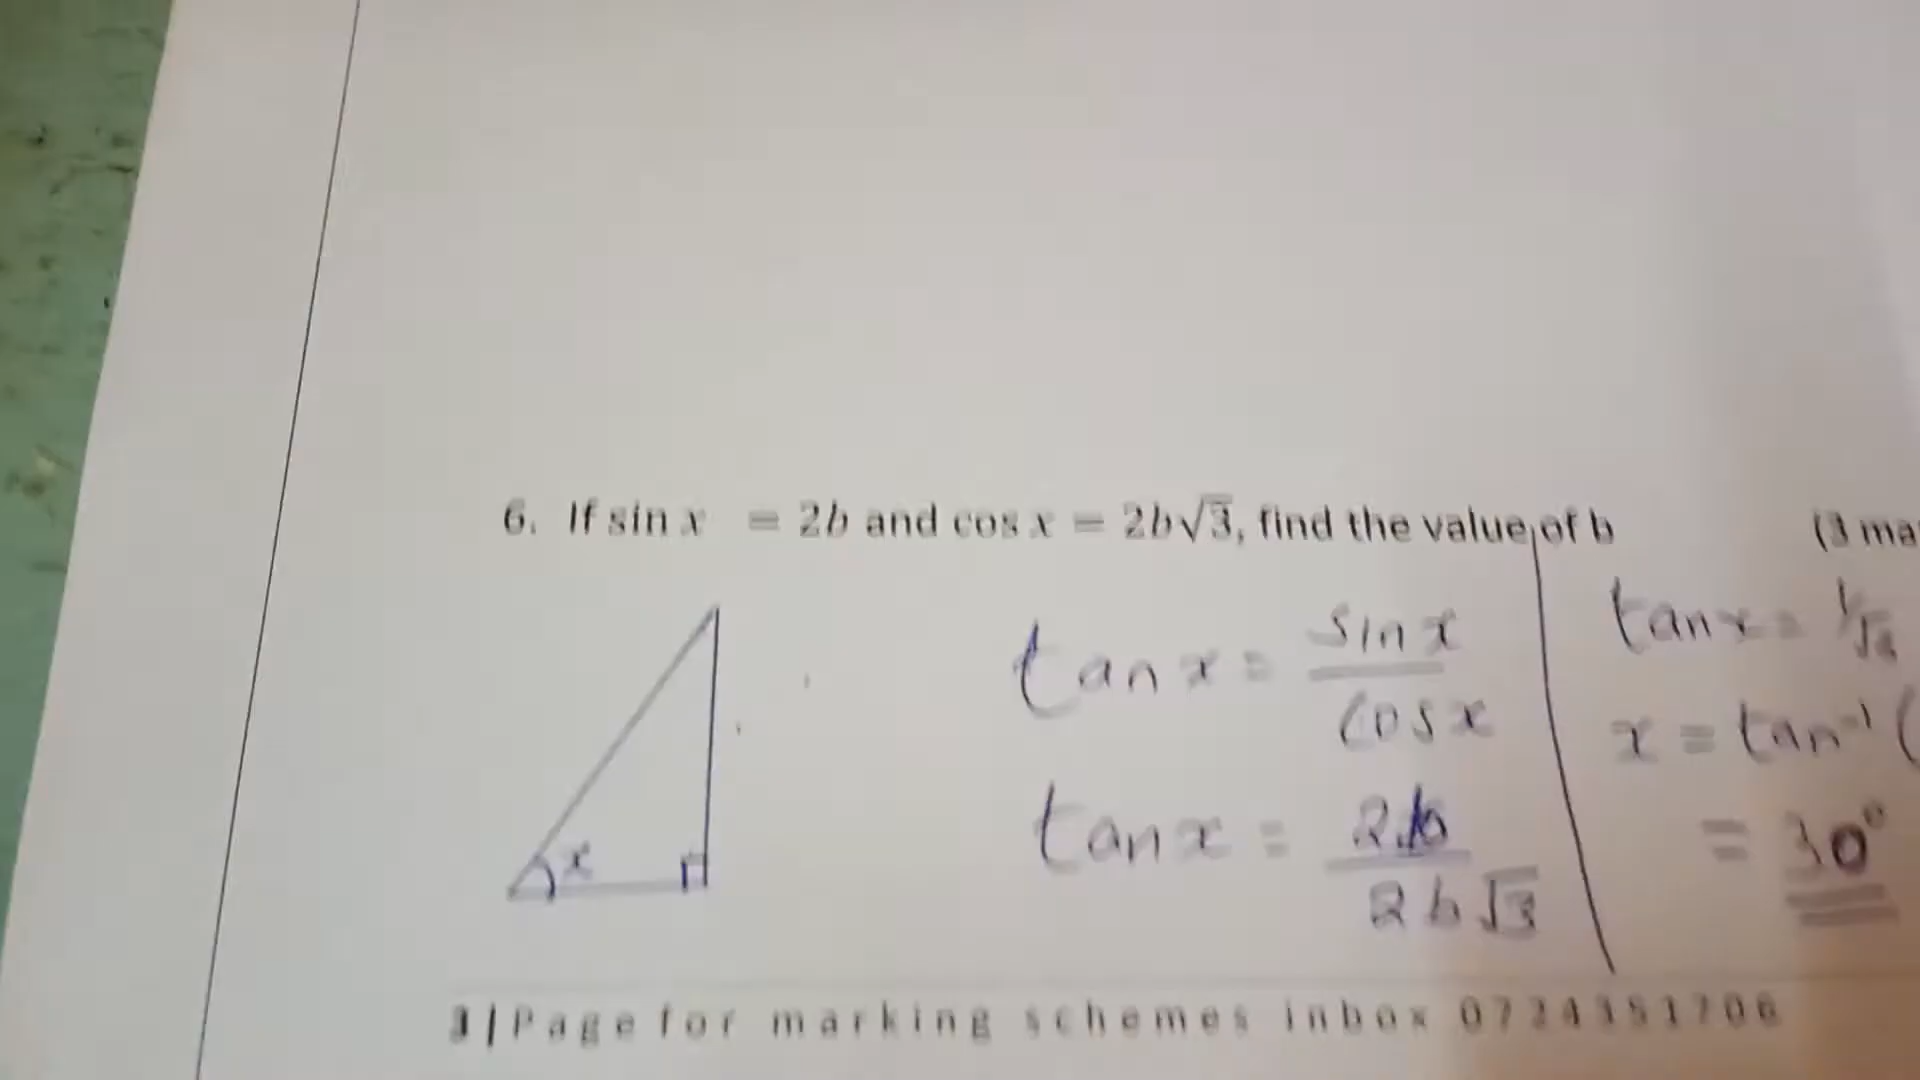 6. If sin x = 2b and cos x = 2b√3, find the value of b (3 ma
tan x = sin x / cos x
tan x = 2b / 2b√3
x
tan x = 1/√3
x = tan⁻¹ (
= 30°
3 | Page for marking schemes inbox 0724351706